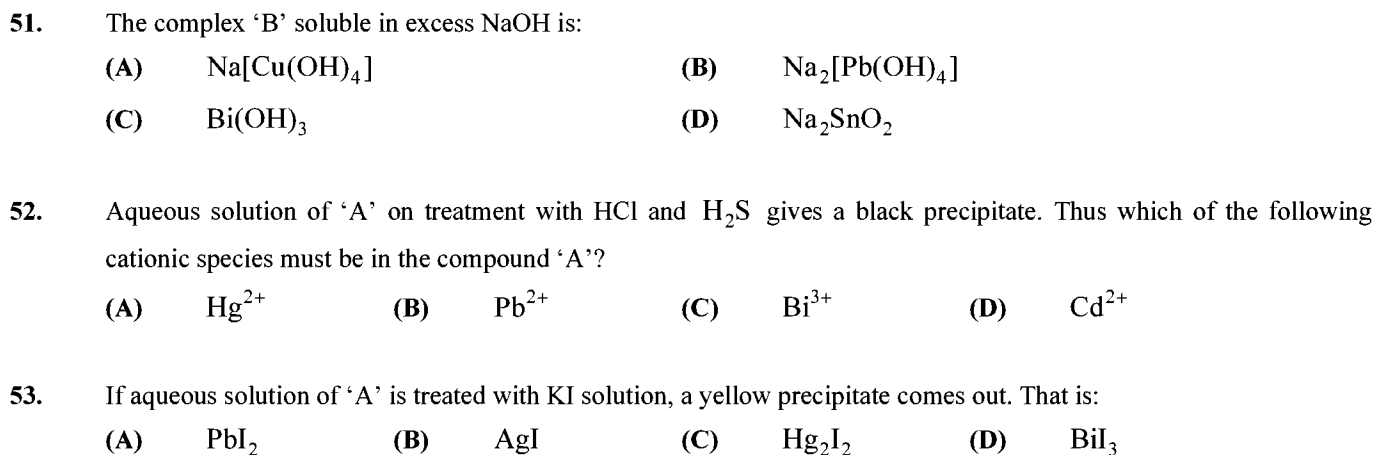 51. The complex ‘B’ soluble in excess NaOH is:
(A) Na[Cu(OH)₄] (B) Na₂[Pb(OH)₄]
(C) Bi(OH)₃ (D) Na₂SnO₂
52. Aqueous solution of ‘A’ on treatment with HCl and H₂S gives a black precipitate. Thus which of the following
cationic species must be in the compound ‘A’?
(A) Hg²⁺ (B) Pb²⁺ (C) Bi³⁺ (D) Cd²⁺
53. If aqueous solution of ‘A’ is treated with KI solution, a yellow precipitate comes out. That is:
(A) PbI₂ (B) AgI (C) Hg₂I₂ (D) BiI₃